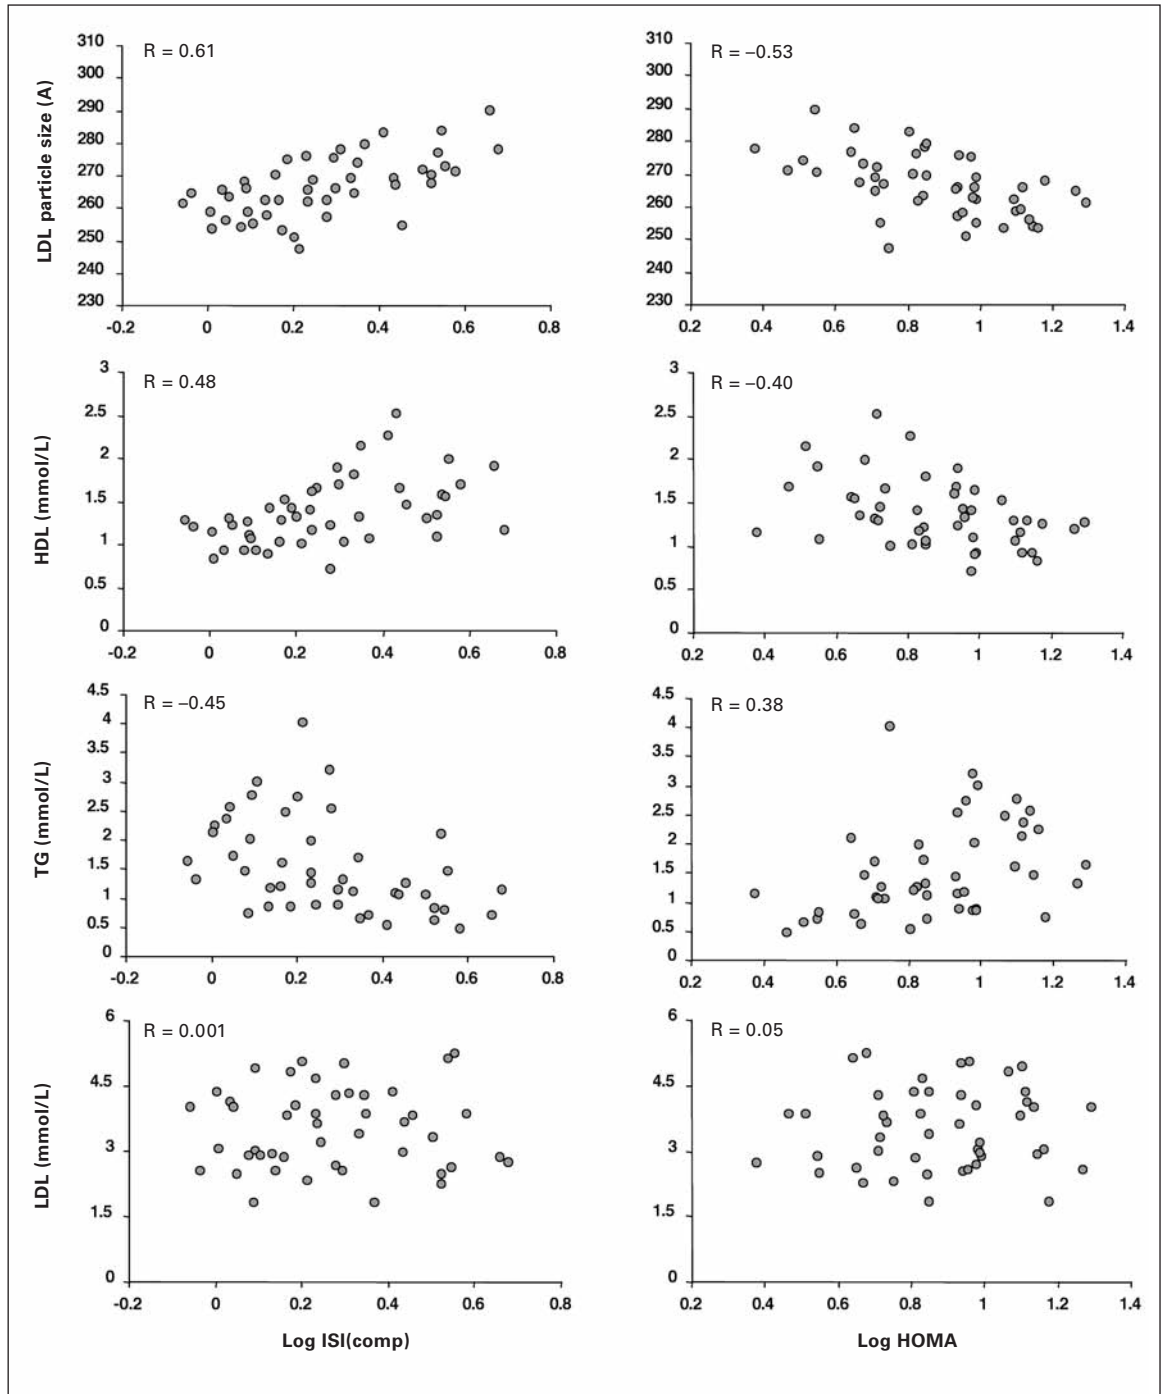 R = 0.61
LDL particle size (A)
310
300
290
280
270
260
250
240
230
-0.2 0 0.2 0.4 0.6 0.8
R = –0.53
310
300
290
280
270
260
250
240
230
0.2 0.4 0.6 0.8 1 1.2 1.4
R = 0.48
HDL (mmol/L)
3
2.5
2
1.5
1
0.5
0
-0.2 0 0.2 0.4 0.6 0.8
R = –0.40
3
2.5
2
1.5
1
0.5
0
0.2 0.4 0.6 0.8 1 1.2 1.4
R = –0.45
TG (mmol/L)
4.5
4
3.5
3
2.5
2
1.5
1
0.5
0
-0.2 0 0.2 0.4 0.6 0.8
R = 0.38
4.5
4
3.5
3
2.5
2
1.5
1
0.5
0
0.2 0.4 0.6 0.8 1 1.2 1.4
R = 0.001
LDL (mmol/L)
6
4.5
3
1.5
0
-0.2 0 0.2 0.4 0.6 0.8
Log ISI(comp)
R = 0.05
6
4.5
3
1.5
0
0.2 0.4 0.6 0.8 1 1.2 1.4
Log HOMA